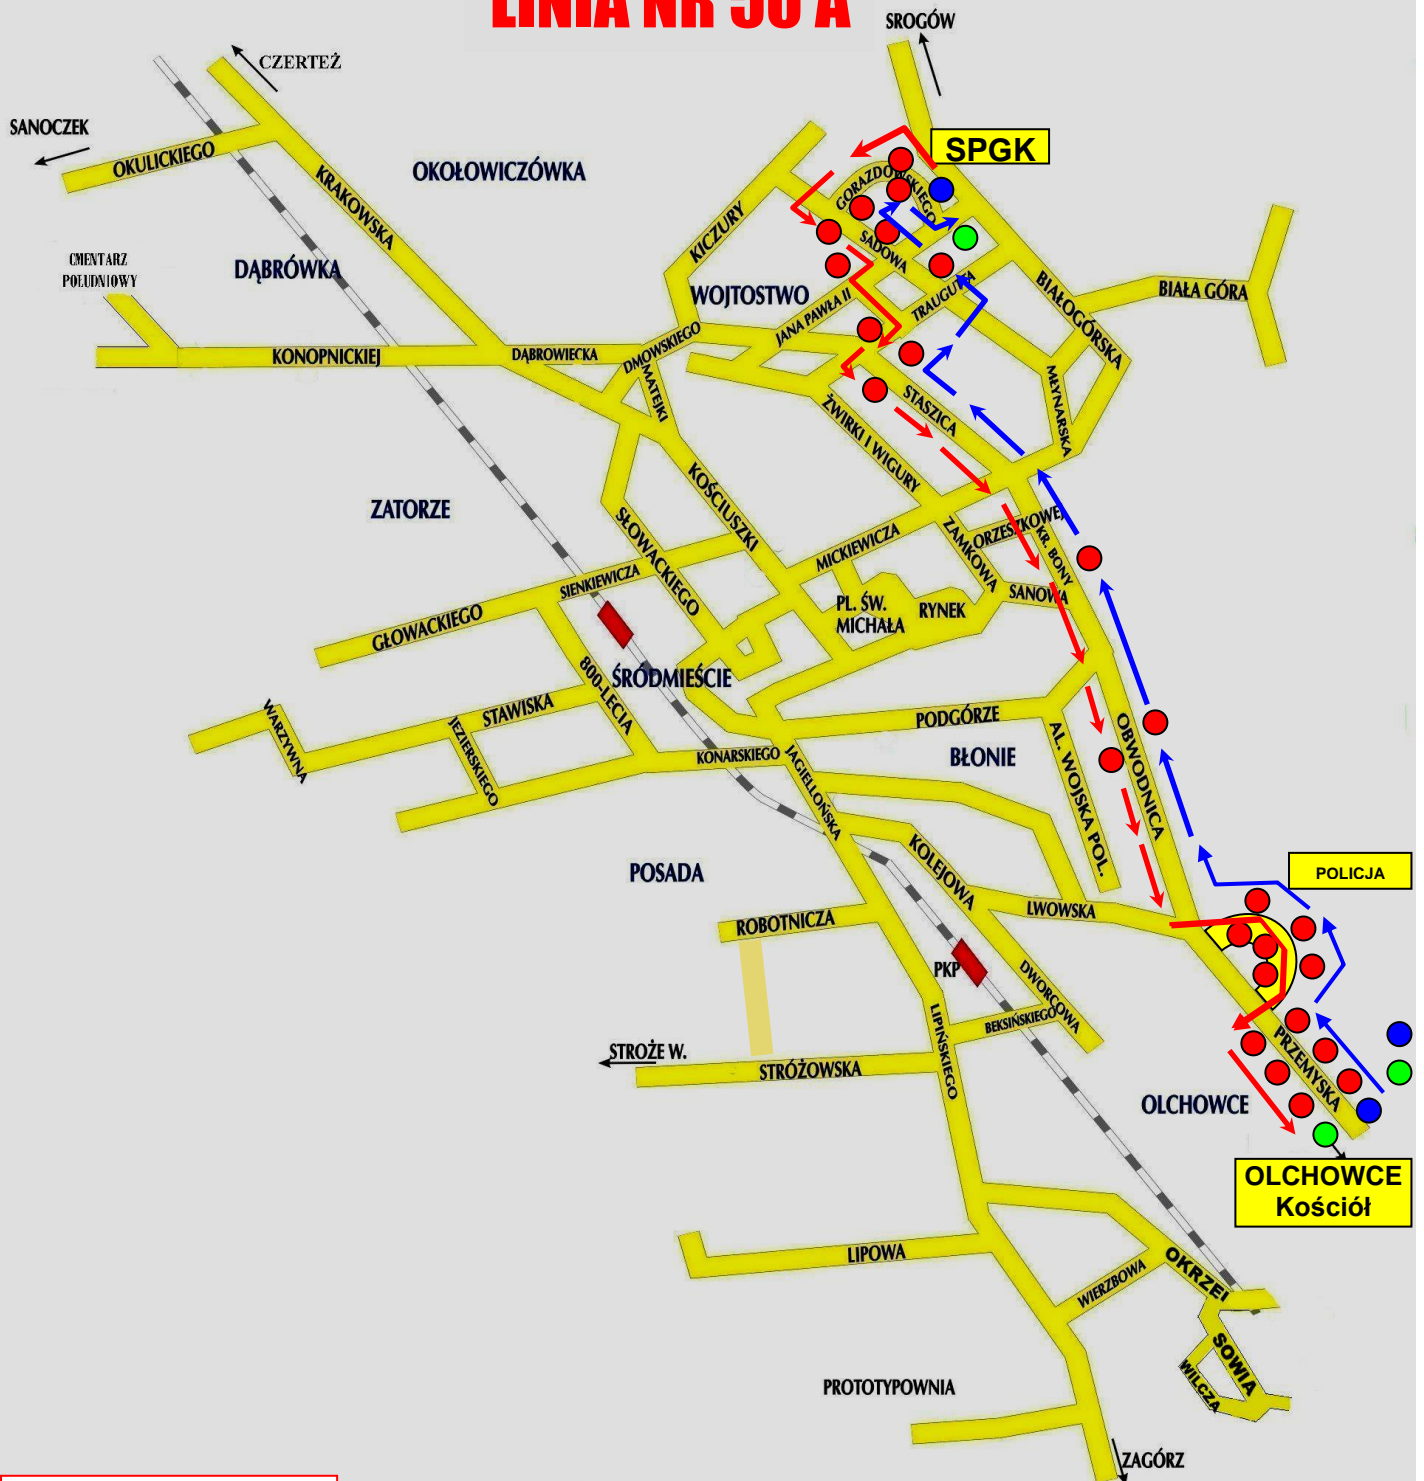 LINIA NR 56 A
SROGÓW
CZERTEŻ
SANOCZEK
OKULICKIEGO
SPGK
OKOŁOWICZÓWKA
KRAKOWSKA
GORAZDOWSKIEGO
KICZURY
SADOWA
CMENTARZ
POŁUDNIOWY
DĄBRÓWKA
WOJTOSTWO
JANA PAWŁA II
TRAUGUTTA
BIAŁOGÓRSKA
BIAŁA GÓRA
KONOPNICKIEJ
DĄBROWIECKA
DMOWSKIEGO
MATEJKI
STASZICA
MŁYNARSKA
ŻWIRKI I WIGURY
ZATORZE
KOŚCIUSZKI
SŁOWACKIEGO
MICKIEWICZA
ZAMKOWA
ORZESZKOWEJ
KR. BONY
SIENKIEWICZA
SANOWA
PL. ŚW.
MICHAŁA
RYNEK
GŁOWACKIEGO
800-LECIA
ŚRÓDMIEŚCIE
WARZYWNA
STAWISKA
JEZIERSKIEGO
PODGÓRZE
KONARSKIEGO
JAGIELLOŃSKA
BŁONIE
AL. WOJSKA POL.
OBWODNICA
POSADA
KOLEJOWA
POLICJA
LWOWSKA
ROBOTNICZA
PKP
DWORCOWA
LIPIŃSKIEGO
BEKSIŃSKIEGO
PRZEMYSKA
STROŻE W.
STRÓŻOWSKA
OLCHOWCE
OLCHOWCE
Kościół
LIPOWA
WIERZBOWA
OKRZEI
SOWIA
WILCZA
PROTOTYPOWNIA
ZAGÓRZ